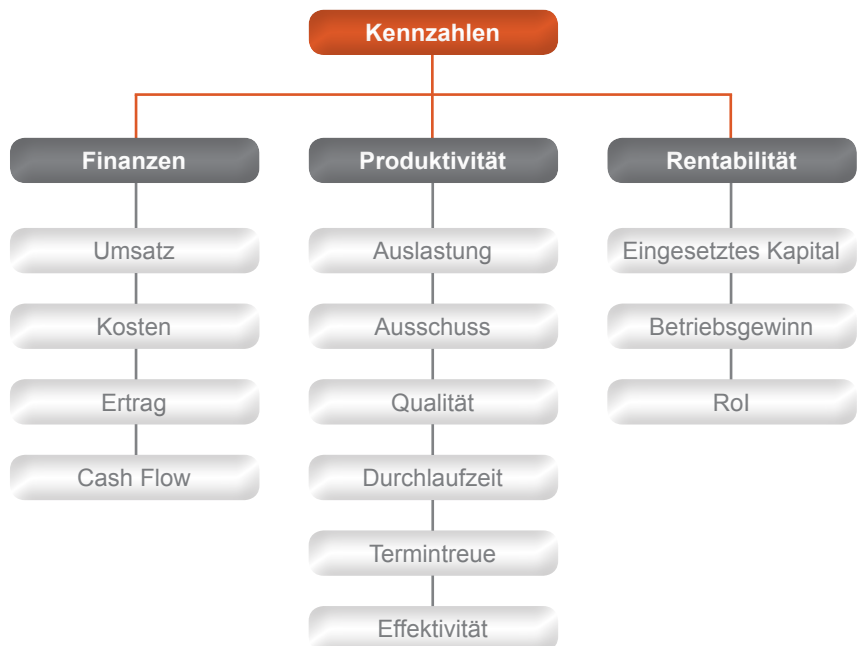 Kennzahlen
Finanzen
Umsatz
Kosten
Ertrag
Cash Flow
Produktivität
Auslastung
Ausschuss
Qualität
Durchlaufzeit
Termintreue
Effektivität
Rentabilität
Eingesetztes Kapital
Betriebsgewinn
RoI